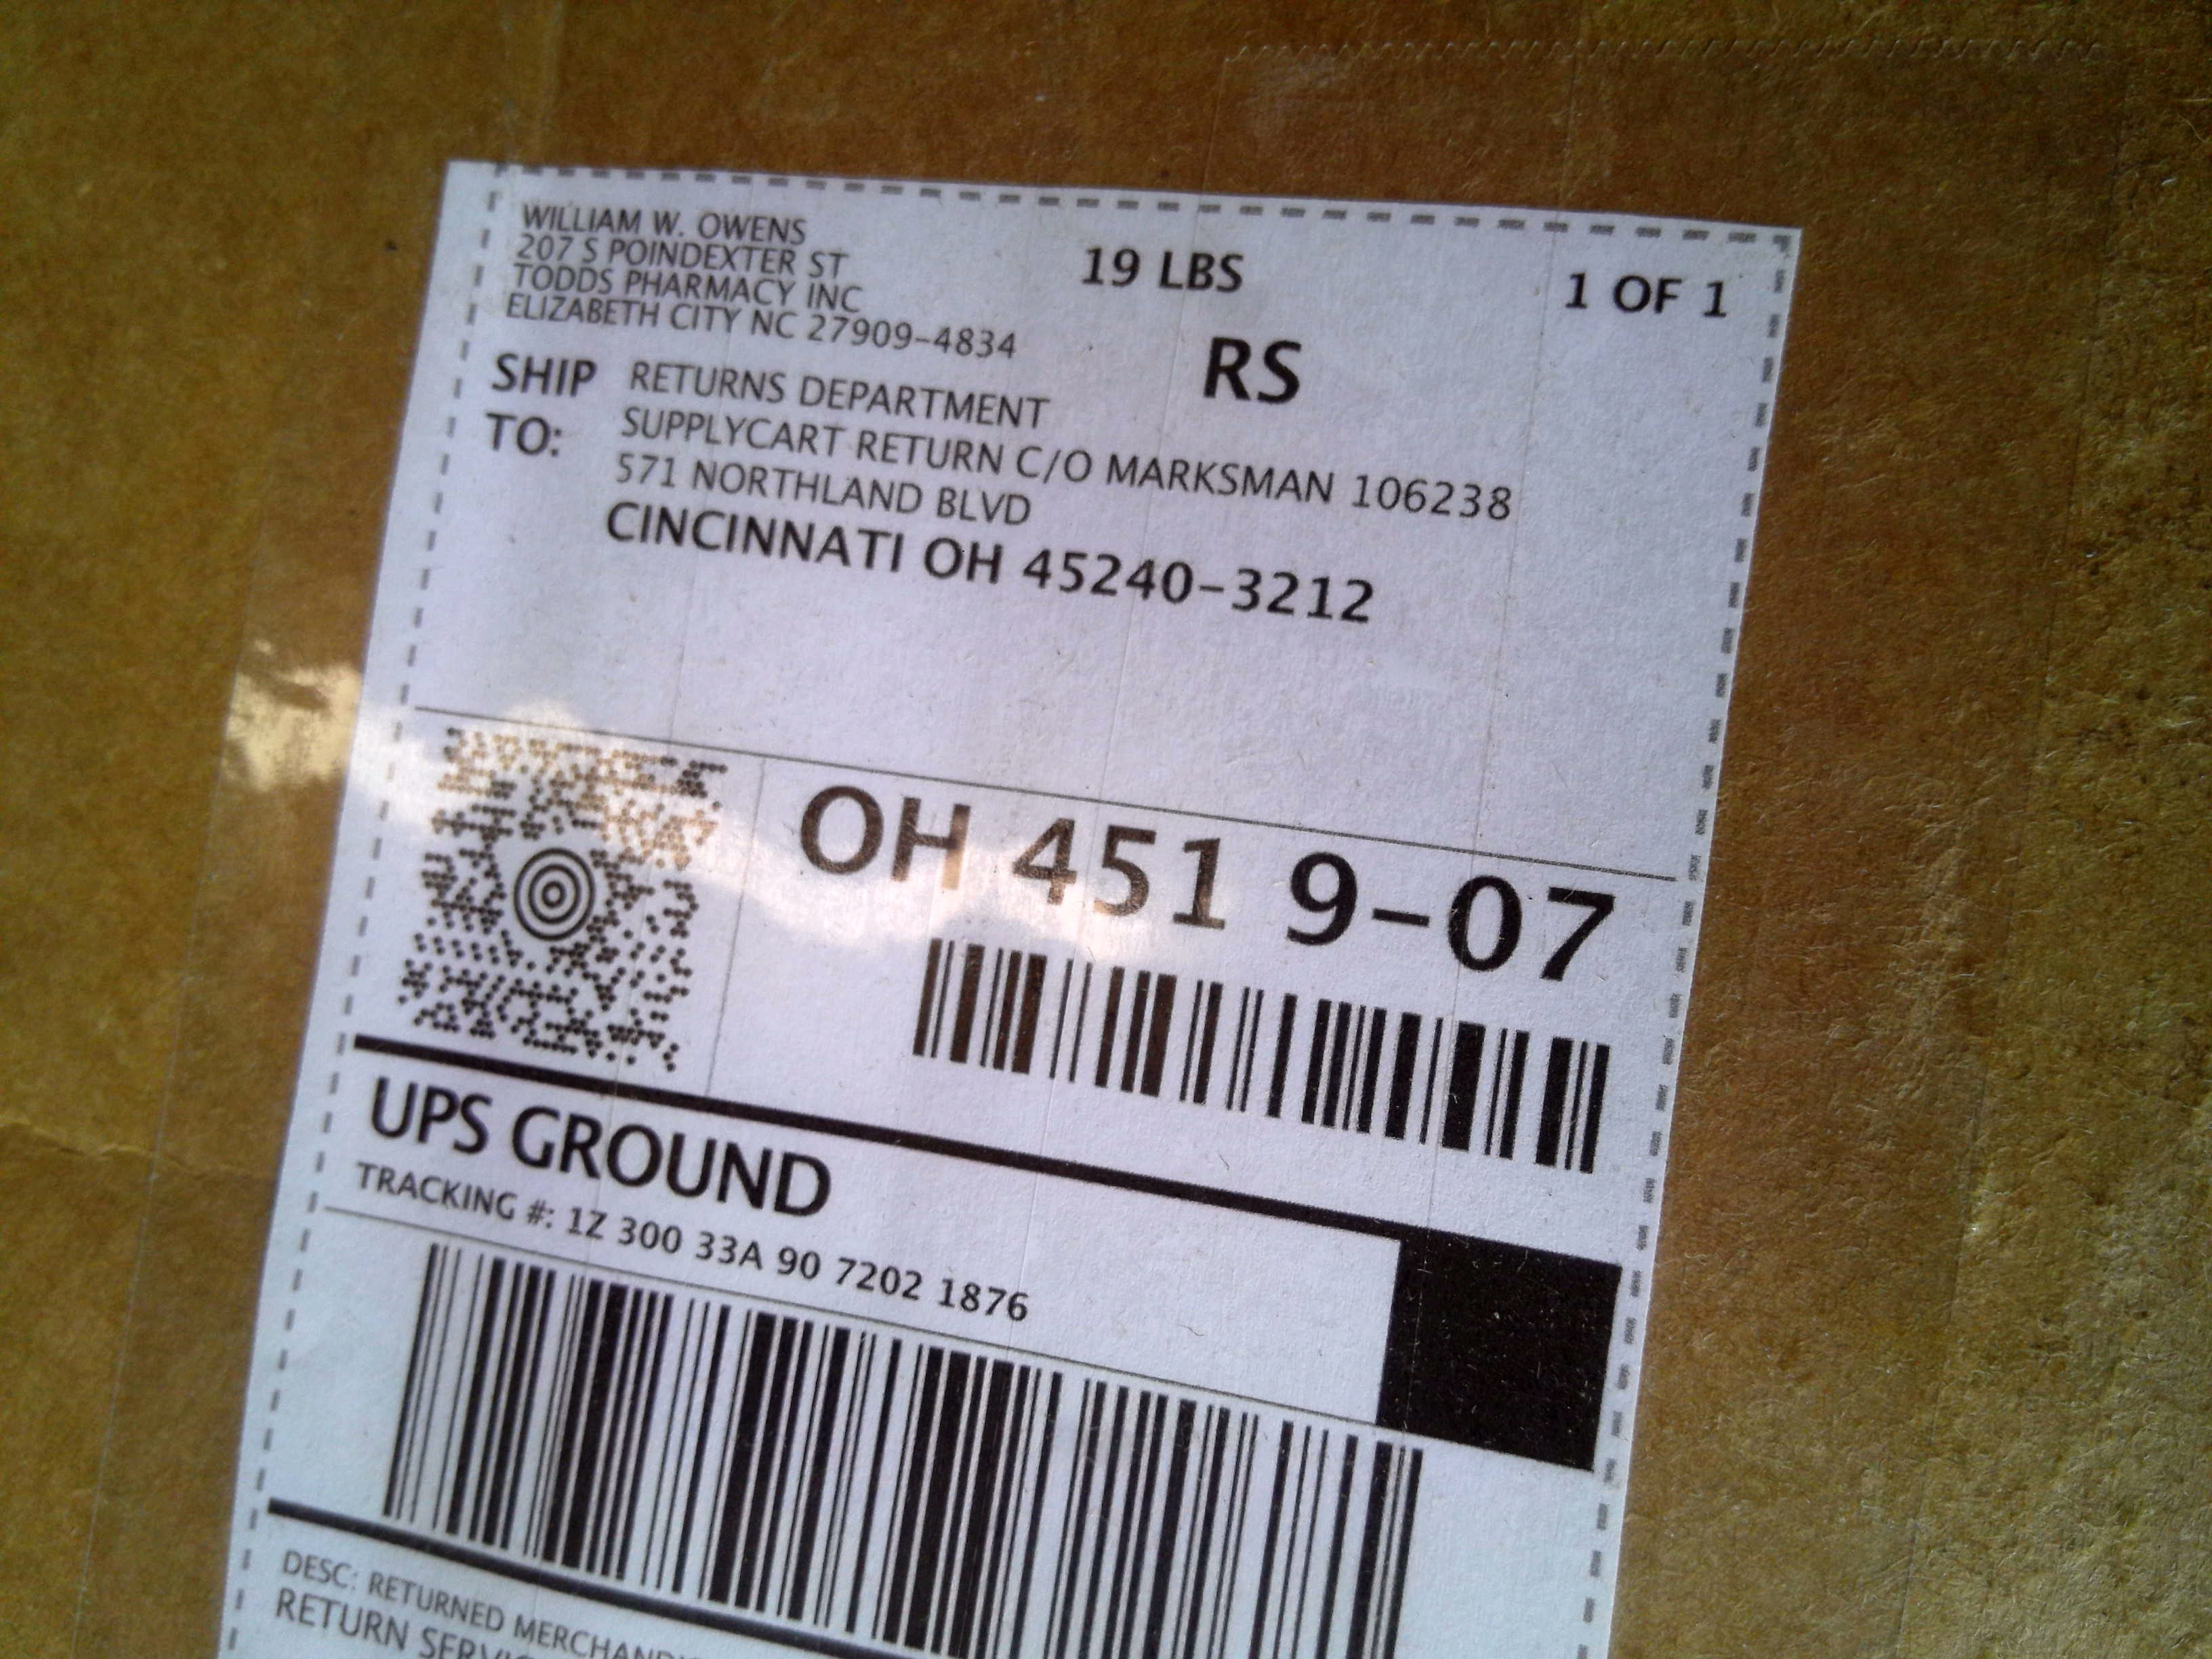 WILLIAM W. OWENS
207 S POINDEXTER ST
TODDS PHARMACY INC
ELIZABETH CITY NC 27909-4834
19 LBS
1 OF 1
RS
SHIP TO:
RETURNS DEPARTMENT
SUPPLYCART RETURN C/O MARKSMAN 106238
571 NORTHLAND BLVD
CINCINNATI OH 45240-3212
OH 451 9-07
UPS GROUND
TRACKING #: 1Z 300 33A 90 7202 1876
DESC: RETURNED
RETURN